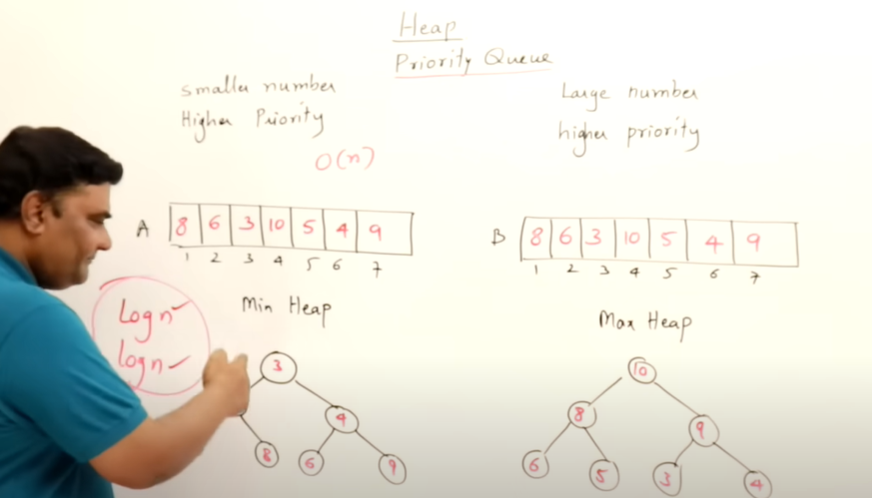 Heap
Priority Queue
smaller number
Higher Priority
O(n)
Large number
higher priority
A 8 6 3 10 5 4 9
1 2 3 4 5 6 7
B 8 6 3 10 5 4 9
1 2 3 4 5 6 7
Log n ✓
log n ✓
Min Heap
3
4
8 6 9
Max Heap
10
8 9
6 5 3 4